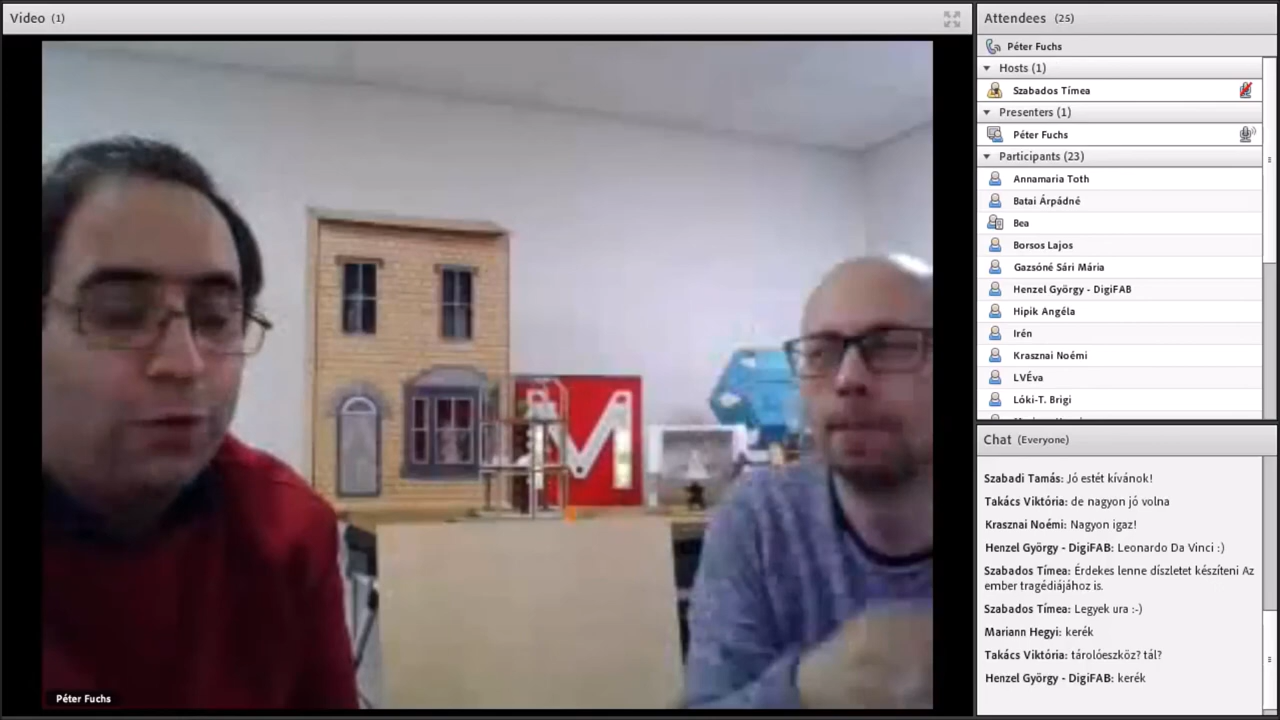 Video (1)
M
Péter Fuchs
Attendees (25)
Péter Fuchs
Hosts (1)
Szabados Tímea
Presenters (1)
Péter Fuchs
Participants (23)
Annamaria Toth
Batai Árpádné
Bea
Borsos Lajos
Gazsóné Sári Mária
Henzel György - DigiFAB
Hipik Angéla
Irén
Krasznai Noémi
LVÉva
Lóki-T. Brigi
Chat (Everyone)
Szabadi Tamás: Jó estét kívánok!
Takács Viktória: de nagyon jó volna
Krasznai Noémi: Nagyon igaz!
Henzel György - DigiFAB: Leonardo Da Vinci :)
Szabados Tímea: Érdekes lenne díszletet készíteni Az
ember tragédiájához is.
Szabados Tímea: Legyek ura :-)
Mariann Hegyi: kerék
Takács Viktória: tárolóeszköz? tál?
Henzel György - DigiFAB: kerék